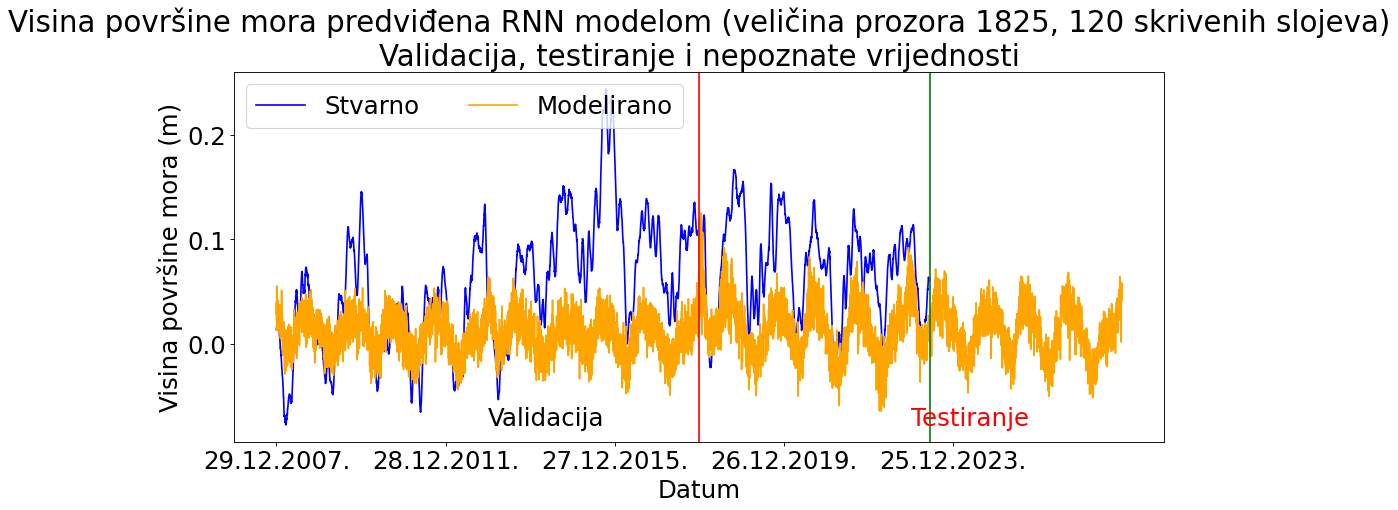 Visina površine mora predviđena RNN modelom (veličina prozora 1825, 120 skrivenih slojeva)
Validacija, testiranje i nepoznate vrijednosti
Stvarno
Modelirano
Visina površine mora (m)
0.2
0.1
0.0
Validacija
Testiranje
29.12.2007.
28.12.2011.
27.12.2015.
26.12.2019.
25.12.2023.
Datum